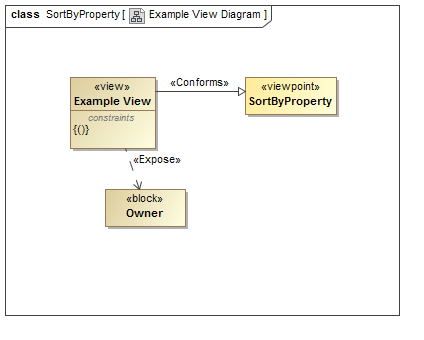 class SortByProperty [ Example View Diagram ]
«view»
Example View
constraints
{()}
«Conforms»
«viewpoint»
SortByProperty
«Expose»
«block»
Owner